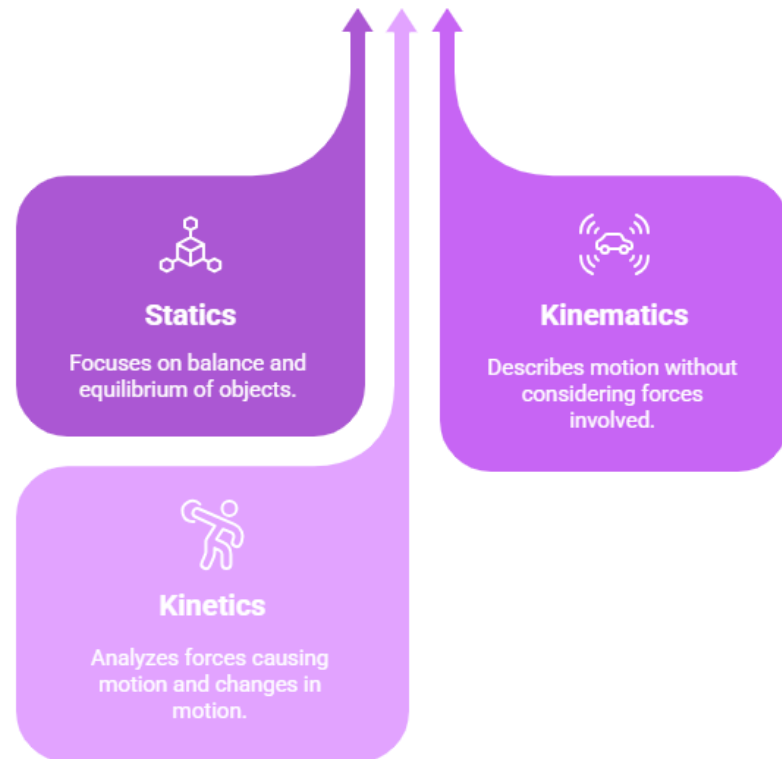 Statics
Focuses on balance and
equilibrium of objects.
Kinematics
Describes motion without
considering forces
involved.
Kinetics
Analyzes forces causing
motion and changes in
motion.